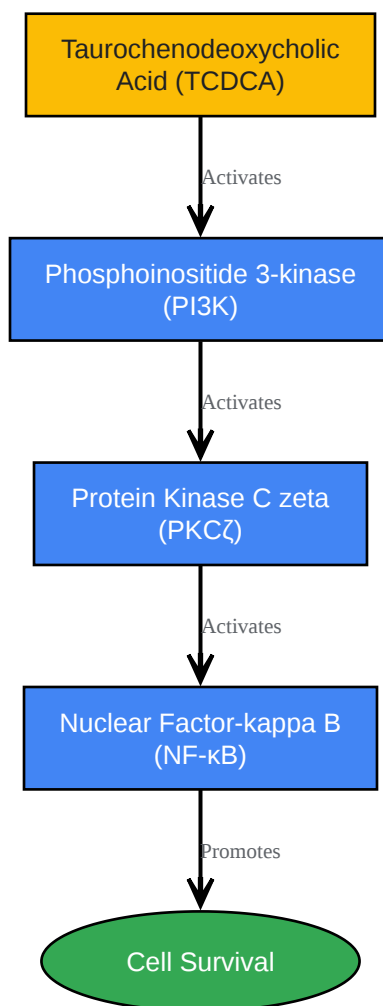 Taurochenodeoxycholic
Acid (TCDCA)
Activates
Phosphoinositide 3-kinase
(PI3K)
Activates
Protein Kinase C zeta
(PKCζ)
Activates
Nuclear Factor-kappa B
(NF-κB)
Promotes
Cell Survival